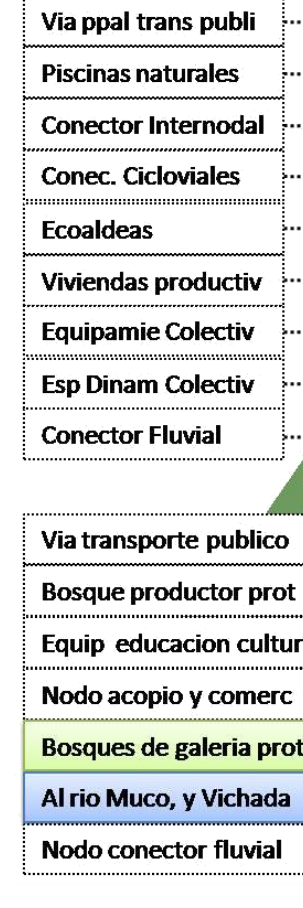 Via ppal trans publi
Piscinas naturales
Conector Internodal
Conec. Cicloviales
Ecoaldeas
Viviendas productiv
Equipamie Colectiv
Esp Dinam Colectiv
Conector Fluvial
Via transporte publico
Bosque productor prot
Equip educacion cultur
Nodo acopio y comerc
Bosques de galeria prot
Al rio Muco, y Vichada
Nodo conector fluvial